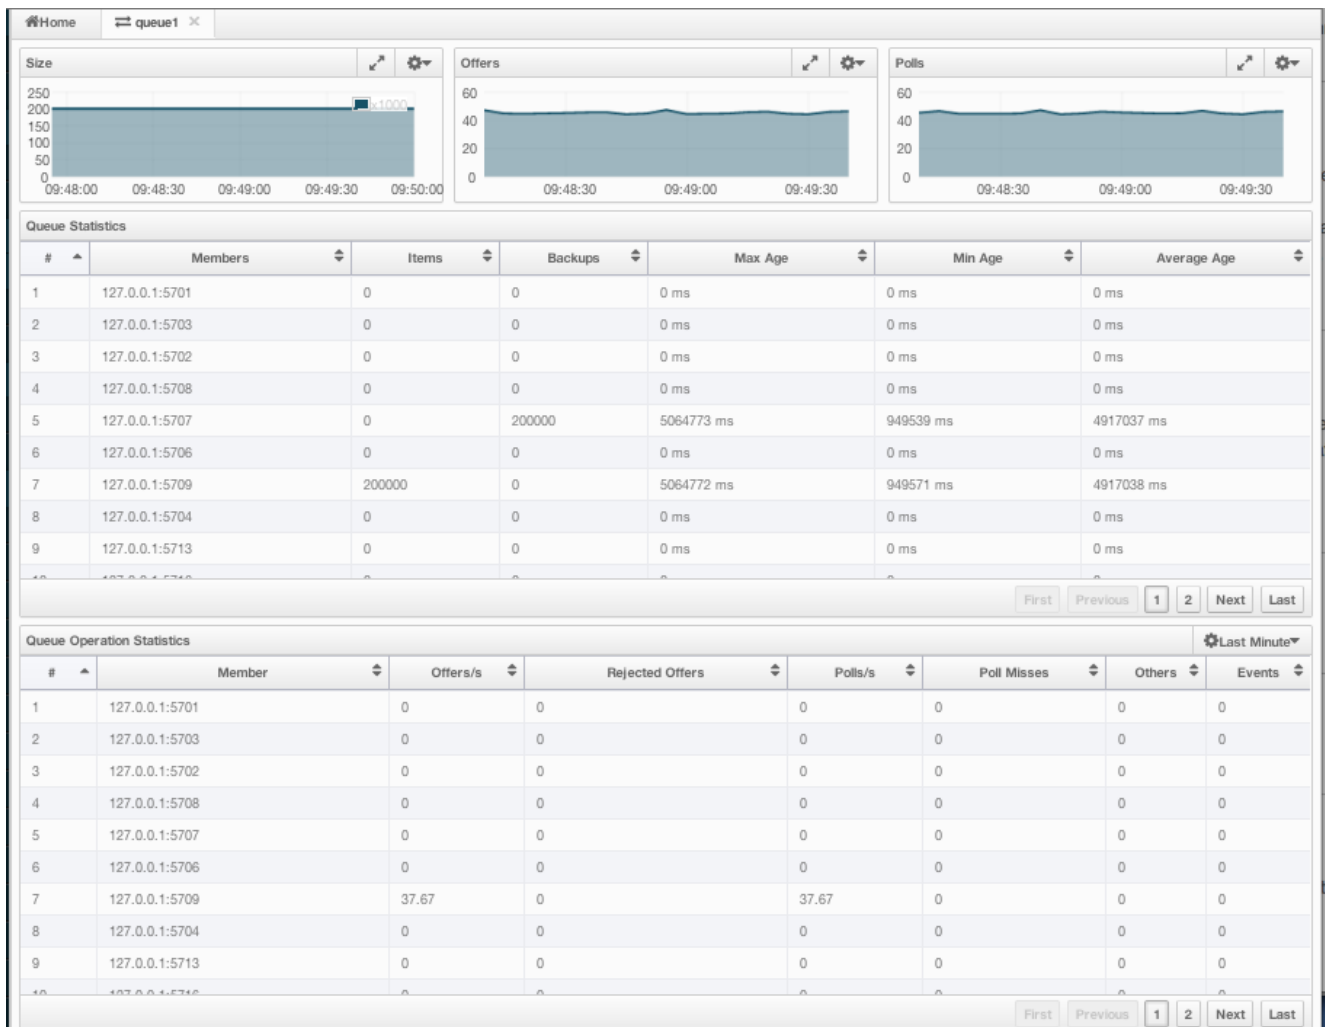 Home queue1
Size Offers Polls
250
200
150
100
50
0
x1000
09:48:00 09:48:30 09:49:00 09:49:30 09:50:00
60
40
20
0
09:48:30 09:49:00 09:49:30
60
40
20
0
09:48:30 09:49:00 09:49:30
Queue Statistics
# Members Items Backups Max Age Min Age Average Age
1 127.0.0.1:5701 0 0 0 ms 0 ms 0 ms
2 127.0.0.1:5703 0 0 0 ms 0 ms 0 ms
3 127.0.0.1:5702 0 0 0 ms 0 ms 0 ms
4 127.0.0.1:5708 0 0 0 ms 0 ms 0 ms
5 127.0.0.1:5707 0 200000 5064773 ms 949539 ms 4917037 ms
6 127.0.0.1:5706 0 0 0 ms 0 ms 0 ms
7 127.0.0.1:5709 200000 0 5064772 ms 949571 ms 4917038 ms
8 127.0.0.1:5704 0 0 0 ms 0 ms 0 ms
9 127.0.0.1:5713 0 0 0 ms 0 ms 0 ms
First Previous 1 2 Next Last
Queue Operation Statistics Last Minute
# Member Offers/s Rejected Offers Polls/s Poll Misses Others Events
1 127.0.0.1:5701 0 0 0 0 0 0
2 127.0.0.1:5703 0 0 0 0 0 0
3 127.0.0.1:5702 0 0 0 0 0 0
4 127.0.0.1:5708 0 0 0 0 0 0
5 127.0.0.1:5707 0 0 0 0 0 0
6 127.0.0.1:5706 0 0 0 0 0 0
7 127.0.0.1:5709 37.67 0 37.67 0 0 0
8 127.0.0.1:5704 0 0 0 0 0 0
9 127.0.0.1:5713 0 0 0 0 0 0
First Previous 1 2 Next Last